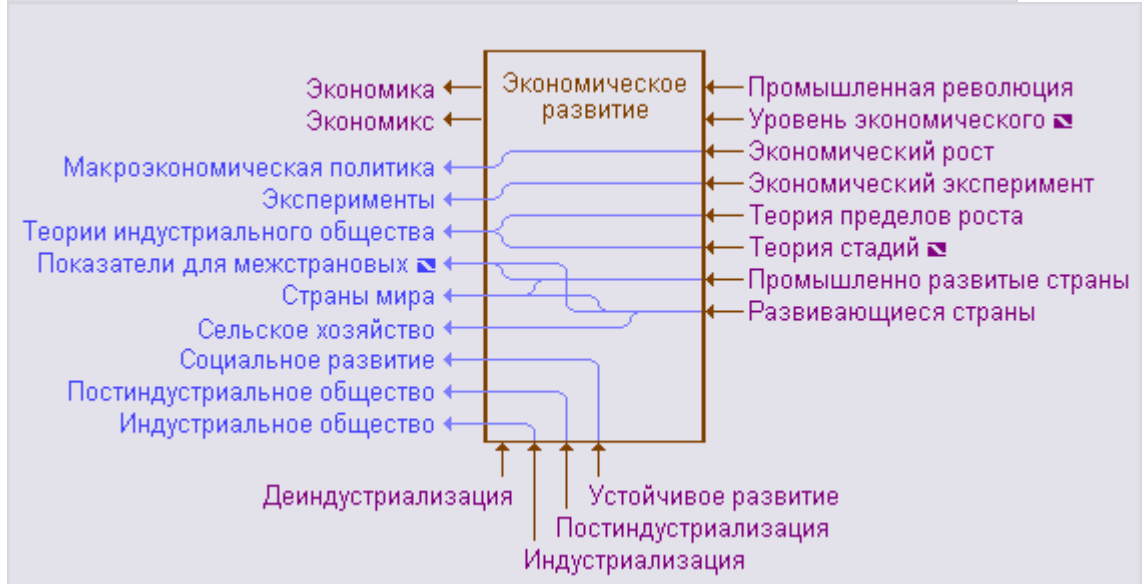 Экономическое
развитие
Экономика
Экономикс
Макроэкономическая политика
Эксперименты
Теории индустриального общества
Показатели для межстрановых
Страны мира
Сельское хозяйство
Социальное развитие
Постиндустриальное общество
Индустриальное общество
Промышленная революция
Уровень экономического
Экономический рост
Экономический эксперимент
Теория пределов роста
Теория стадий
Промышленно развитые страны
Развивающиеся страны
Деиндустриализация
Устойчивое развитие
Постиндустриализация
Индустриализация